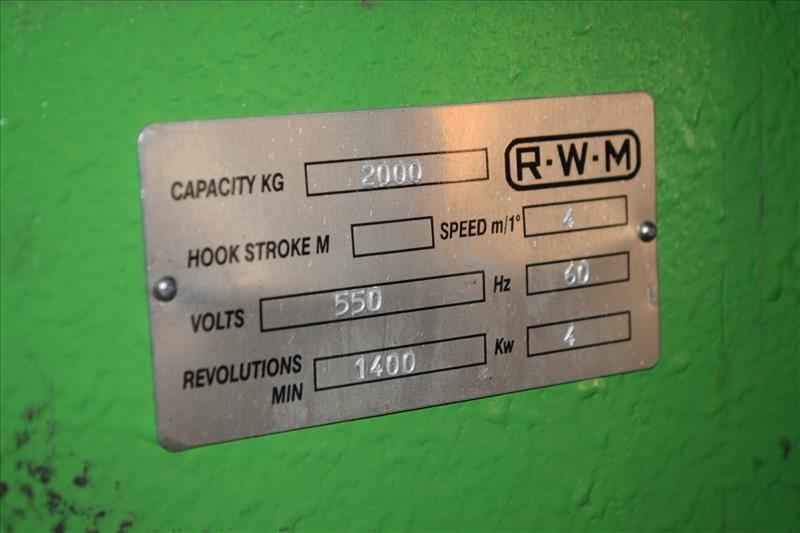 CAPACITY KG 2000 R·W·M
HOOK STROKE M SPEED m/1° 4
VOLTS 550 Hz 60
REVOLUTIONS MIN 1400 Kw 4